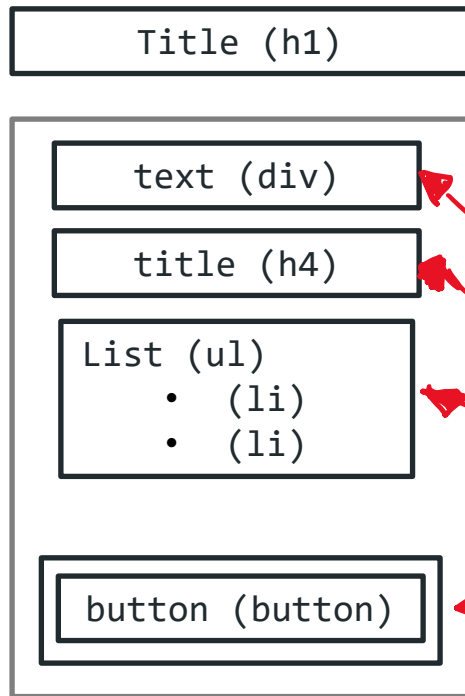 Title (h1)
text (div)
title (h4)
List (ul)
• (li)
• (li)
button (button)